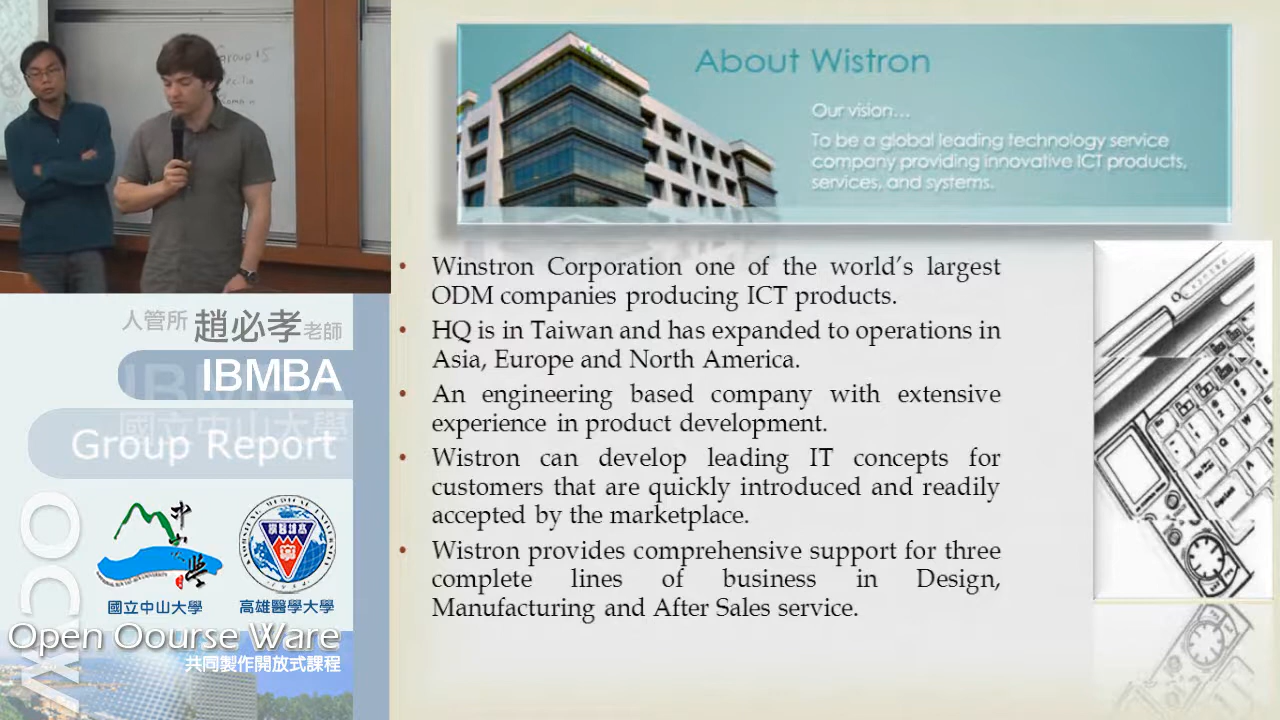 Group 5
About Wistron
Our vision...
To be a global leading technology service
company providing innovative ICT products,
services, and systems.
• Winstron Corporation one of the world's largest
ODM companies producing ICT products.
• HQ is in Taiwan and has expanded to operations in
Asia, Europe and North America.
• An engineering based company with extensive
experience in product development.
• Wistron can develop leading IT concepts for
customers that are quickly introduced and readily
accepted by the marketplace.
• Wistron provides comprehensive support for three
complete lines of business in Design,
Manufacturing and After Sales service.
人管所 趙必孝老師
IBMBA
國立中山大學
Group Report
OCW
國立中山大學
高雄醫學大學
Open Oourse Ware
共同製作開放式課程